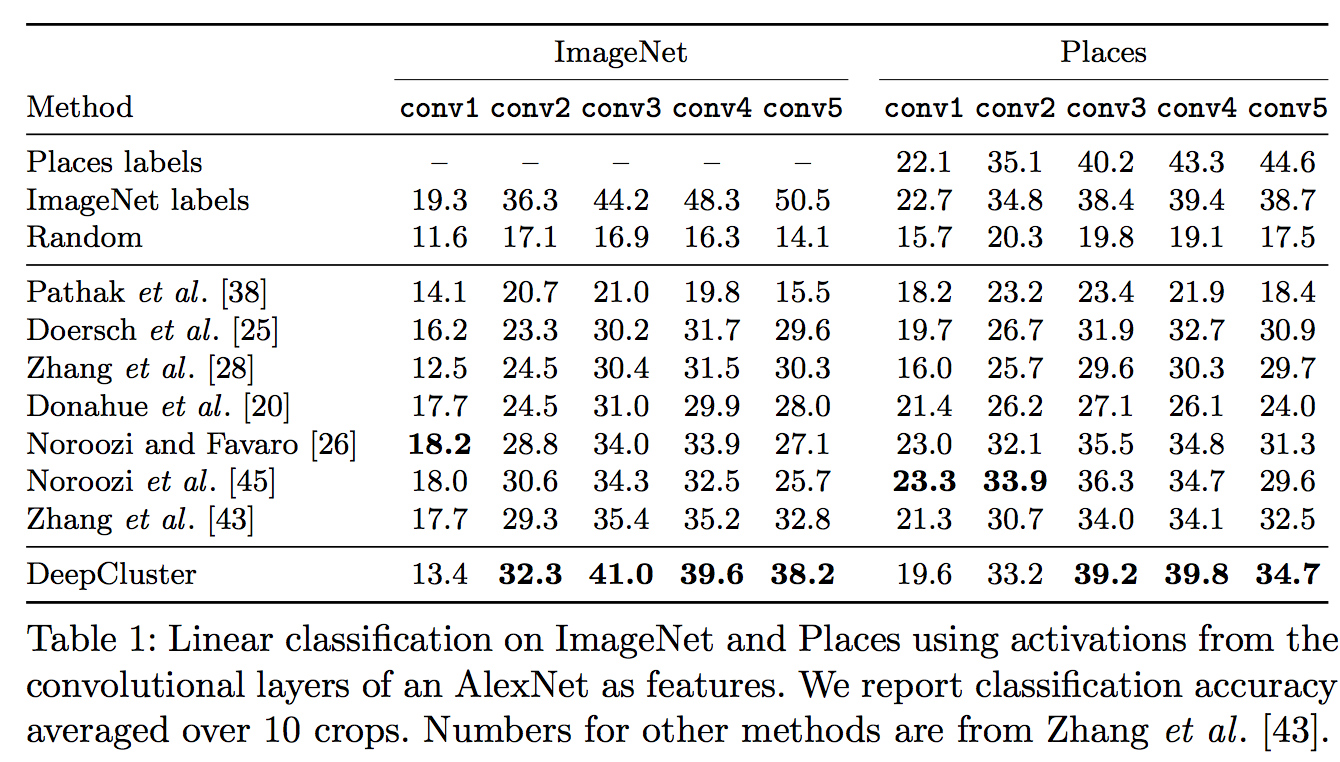 ImageNet Places
Method conv1 conv2 conv3 conv4 conv5 conv1 conv2 conv3 conv4 conv5
Places labels – – – – – 22.1 35.1 40.2 43.3 44.6
ImageNet labels 19.3 36.3 44.2 48.3 50.5 22.7 34.8 38.4 39.4 38.7
Random 11.6 17.1 16.9 16.3 14.1 15.7 20.3 19.8 19.1 17.5
Pathak et al. [38] 14.1 20.7 21.0 19.8 15.5 18.2 23.2 23.4 21.9 18.4
Doersch et al. [25] 16.2 23.3 30.2 31.7 29.6 19.7 26.7 31.9 32.7 30.9
Zhang et al. [28] 12.5 24.5 30.4 31.5 30.3 16.0 25.7 29.6 30.3 29.7
Donahue et al. [20] 17.7 24.5 31.0 29.9 28.0 21.4 26.2 27.1 26.1 24.0
Noroozi and Favaro [26] 18.2 28.8 34.0 33.9 27.1 23.0 32.1 35.5 34.8 31.3
Noroozi et al. [45] 18.0 30.6 34.3 32.5 25.7 23.3 33.9 36.3 34.7 29.6
Zhang et al. [43] 17.7 29.3 35.4 35.2 32.8 21.3 30.7 34.0 34.1 32.5
DeepCluster 13.4 32.3 41.0 39.6 38.2 19.6 33.2 39.2 39.8 34.7
Table 1: Linear classification on ImageNet and Places using activations from the
convolutional layers of an AlexNet as features. We report classification accuracy
averaged over 10 crops. Numbers for other methods are from Zhang et al. [43].